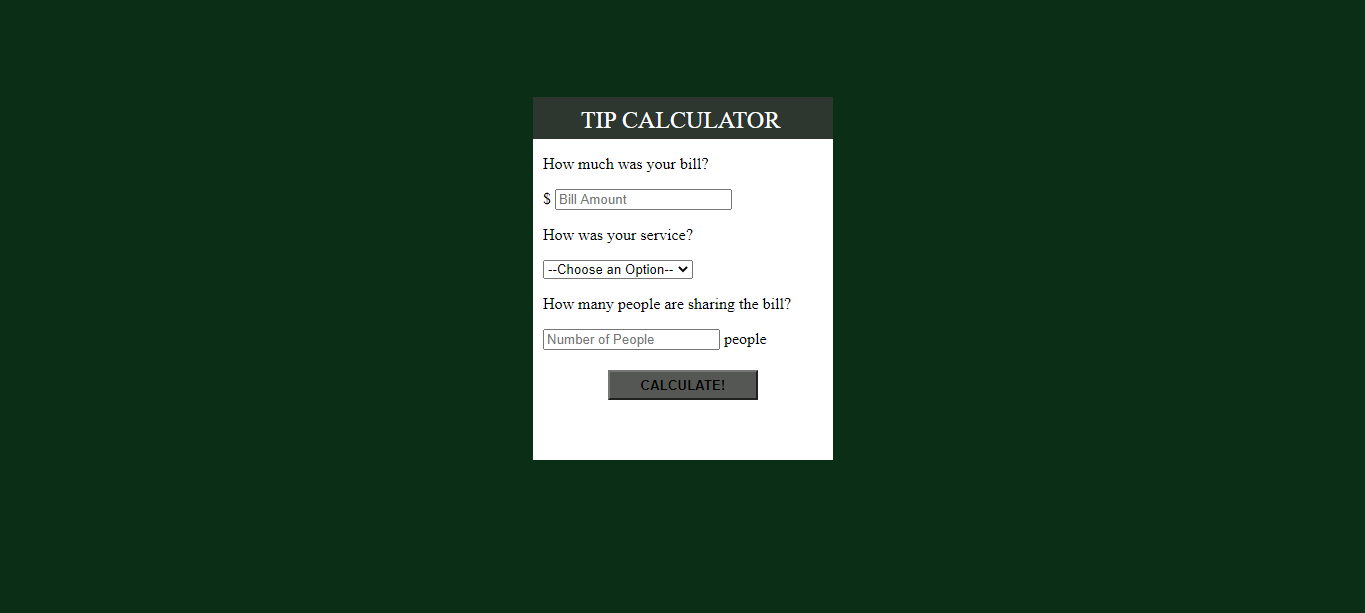 TIP CALCULATOR
How much was your bill?
$ Bill Amount
How was your service?
--Choose an Option--
How many people are sharing the bill?
Number of People people
CALCULATE!